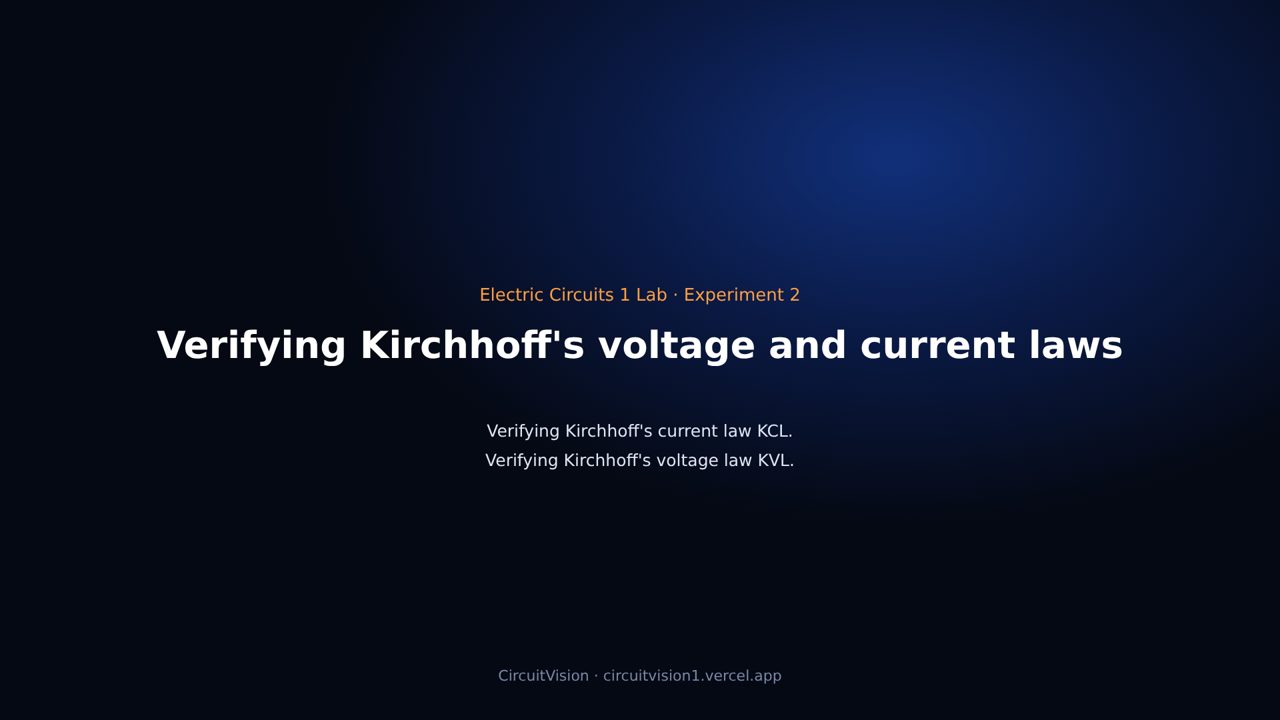 Electric Circuits 1 Lab · Experiment 2
Verifying Kirchhoff's voltage and current laws
Verifying Kirchhoff's current law KCL.
Verifying Kirchhoff's voltage law KVL.
CircuitVision · circuitvision1.vercel.app